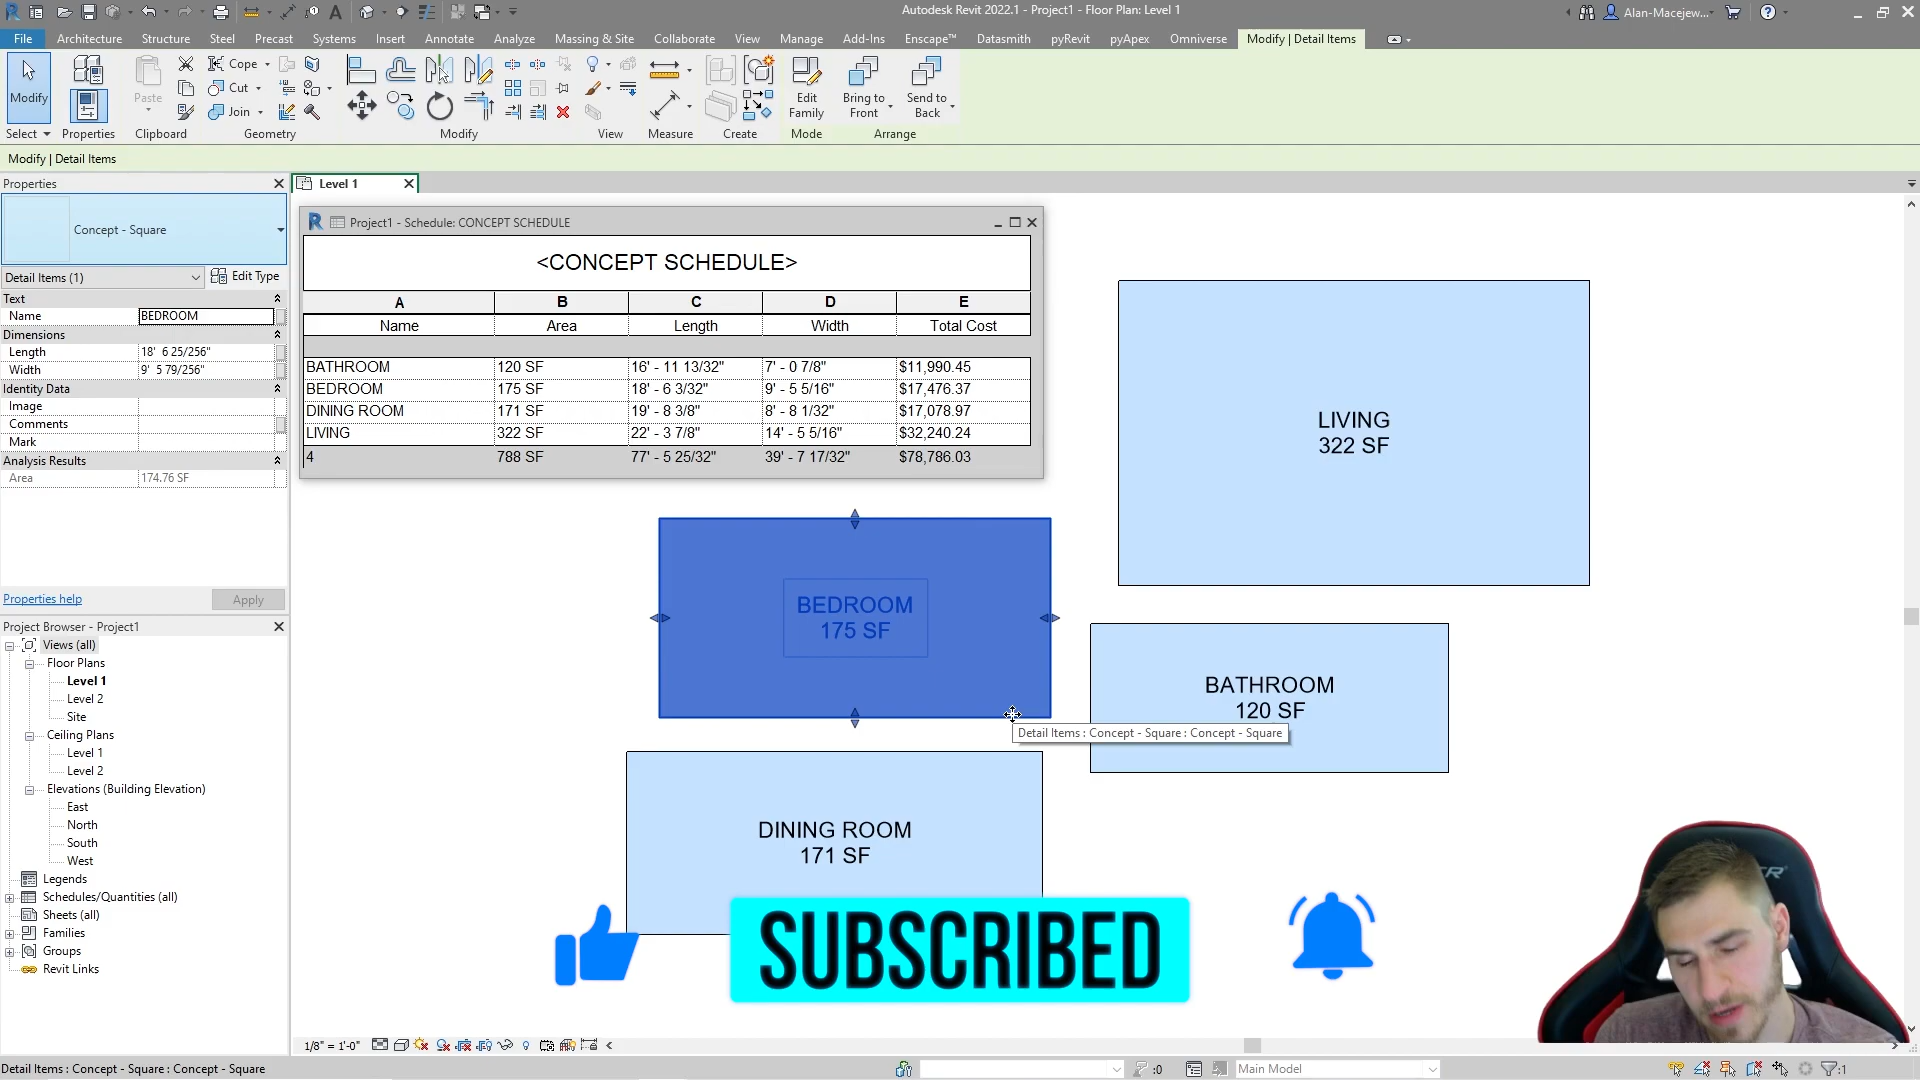 Autodesk Revit 2022.1 - Project1 - Floor Plan: Level 1
Alan-Macejew...
File Architecture Structure Steel Precast Systems Insert Annotate Analyze Massing & Site Collaborate View Manage Add-Ins Enscape™ Datasmith pyRevit pyApex Omniverse Modify | Detail Items
Modify
Paste
Cope
Cut
Join
Edit Family
Bring to Front
Send to Back
Select Properties Clipboard Geometry Modify View Measure Create Mode Arrange
Modify | Detail Items
Properties
Concept - Square
Detail Items (1) Edit Type
Text
Name BEDROOM
Dimensions
Length 18' 6 25/256"
Width 9' 5 79/256"
Identity Data
Image
Comments
Mark
Analysis Results
Area 174.76 SF
Properties help Apply
Project Browser - Project1
Views (all)
Floor Plans
Level 1
Level 2
Site
Ceiling Plans
Level 1
Level 2
Elevations (Building Elevation)
East
North
South
West
Legends
Schedules/Quantities (all)
Sheets (all)
Families
Groups
Revit Links
Level 1
Project1 - Schedule: CONCEPT SCHEDULE
<CONCEPT SCHEDULE>
A B C D E
Name Area Length Width Total Cost
BATHROOM 120 SF 16' - 11 13/32" 7' - 0 7/8" $11,990.45
BEDROOM 175 SF 18' - 6 3/32" 9' - 5 5/16" $17,476.37
DINING ROOM 171 SF 19' - 8 3/8" 8' - 8 1/32" $17,078.97
LIVING 322 SF 22' - 3 7/8" 14' - 5 5/16" $32,240.24
4 788 SF 77' - 5 25/32" 39' - 7 17/32" $78,786.03
LIVING
322 SF
BEDROOM
175 SF
BATHROOM
120 SF
Detail Items : Concept - Square : Concept - Square
DINING ROOM
171 SF
SUBSCRIBED
1/8" = 1'-0"
Detail Items : Concept - Square : Concept - Square
:0
Main Model
:1